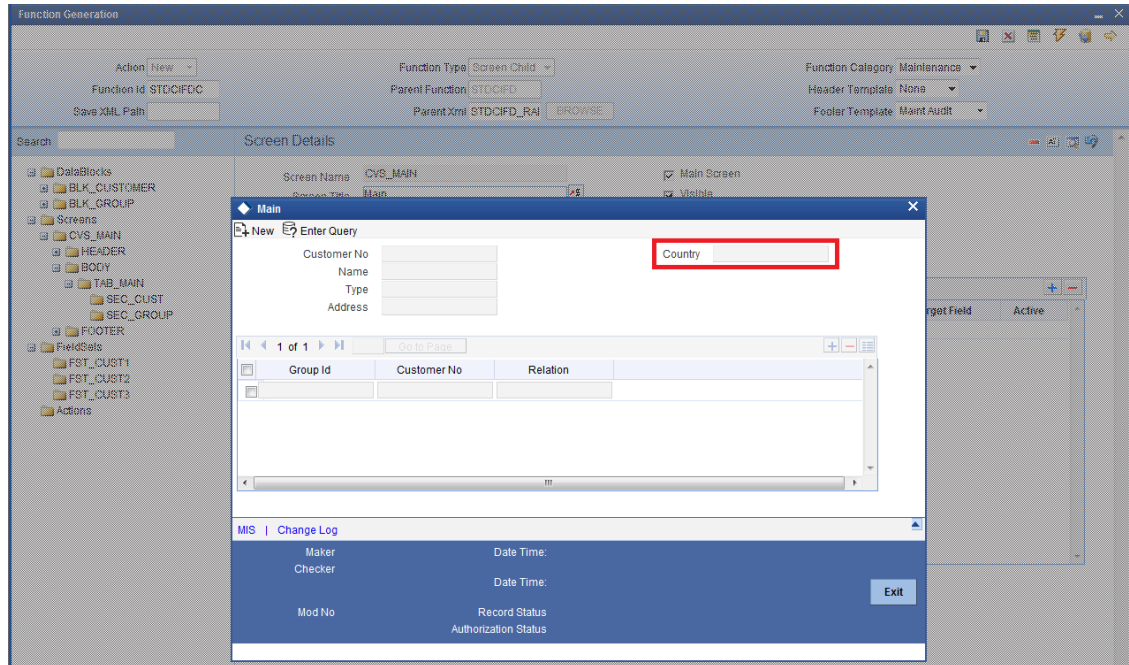 Function Generation
Action New Function Type Screen Child Function Category Maintenance
Function Id STDCIFDC Parent Function STDCIFD Header Template None
Save XML Path Parent Xml STDCIFD_RAI BROWSE Footer Template Maint Audit
Search Screen Details
DataBlocks
BLK_CUSTOMER
BLK_GROUP
Screens
CVS_MAIN
HEADER
BODY
TAB_MAIN
SEC_CUST
SEC_GROUP
FOOTER
FieldSets
FST_CUST1
FST_CUST2
FST_CUST3
Actions
Screen Name CVS_MAIN Main Screen
Screen Title Main Visible
rget Field Active
Main
New Enter Query
Customer No Country
Name
Type
Address
1 of 1 Go to Page
Group Id Customer No Relation
MIS | Change Log
Maker Date Time:
Checker
Date Time:
Exit
Mod No Record Status
Authorization Status